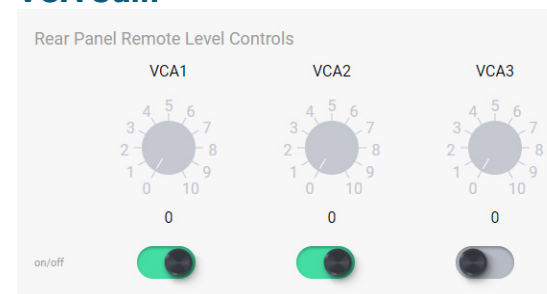 Rear Panel Remote Level Controls
VCA1 VCA2 VCA3
4 5 6 4 5 6 4 5 6
3 7 3 7 3 7
2 8 2 8 2 8
1 9 1 9 1 9
0 10 0 10 0 10
0 0 0
on/off